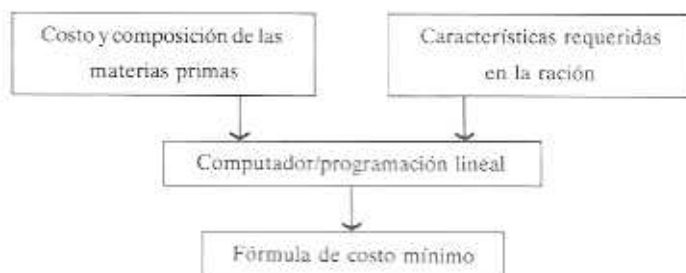 Costo y composición de las
materias primas
Características requeridas
en la ración
Computador/programación lineal
Fórmula de costo mínimo